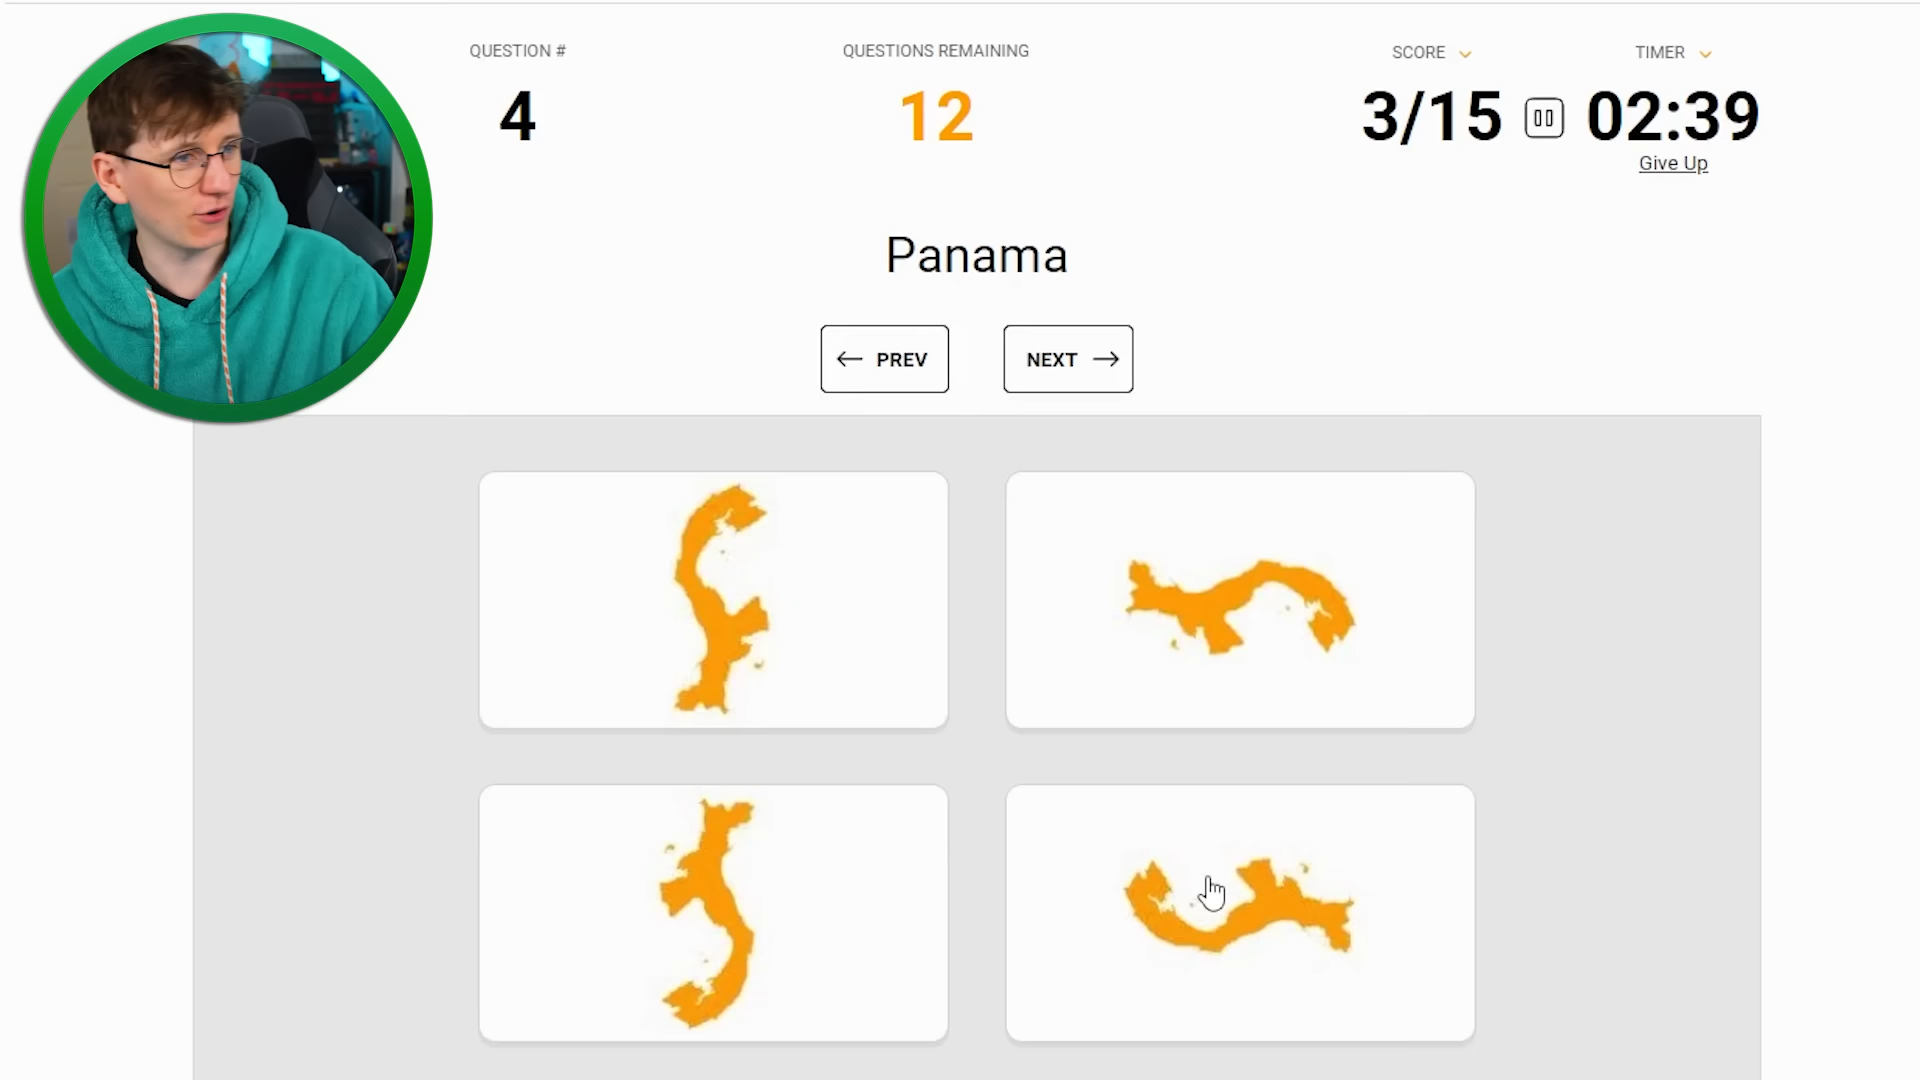 QUESTION #
4
QUESTIONS REMAINING
12
SCORE
3/15
TIMER
02:39
Give Up
Panama
PREV
NEXT